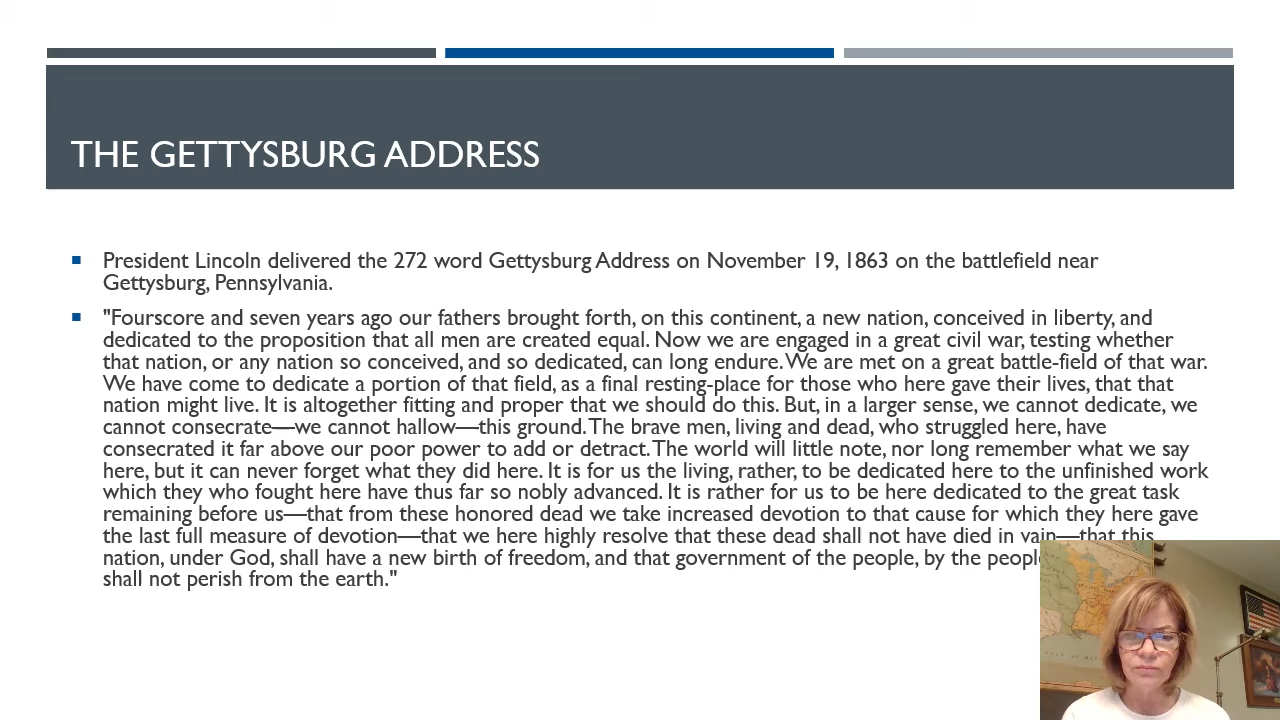 THE GETTYSBURG ADDRESS
President Lincoln delivered the 272 word Gettysburg Address on November 19, 1863 on the battlefield near
Gettysburg, Pennsylvania.
"Fourscore and seven years ago our fathers brought forth, on this continent, a new nation, conceived in liberty, and
dedicated to the proposition that all men are created equal. Now we are engaged in a great civil war, testing whether
that nation, or any nation so conceived, and so dedicated, can long endure. We are met on a great battle-field of that war.
We have come to dedicate a portion of that field, as a final resting-place for those who here gave their lives, that that
nation might live. It is altogether fitting and proper that we should do this. But, in a larger sense, we cannot dedicate, we
cannot consecrate—we cannot hallow—this ground. The brave men, living and dead, who struggled here, have
consecrated it far above our poor power to add or detract. The world will little note, nor long remember what we say
here, but it can never forget what they did here. It is for us the living, rather, to be dedicated here to the unfinished work
which they who fought here have thus far so nobly advanced. It is rather for us to be here dedicated to the great task
remaining before us—that from these honored dead we take increased devotion to that cause for which they here gave
the last full measure of devotion—that we here highly resolve that these dead shall not have died in vain—that this
nation, under God, shall have a new birth of freedom, and that government of the people, by the
shall not perish from the earth."